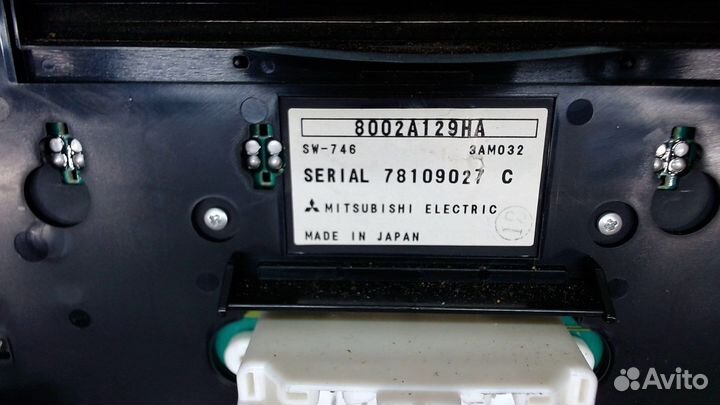 8002A129HA
SW-746 3AM032
SERIAL 78109027 C
MITSUBISHI ELECTRIC
MADE IN JAPAN
Avito